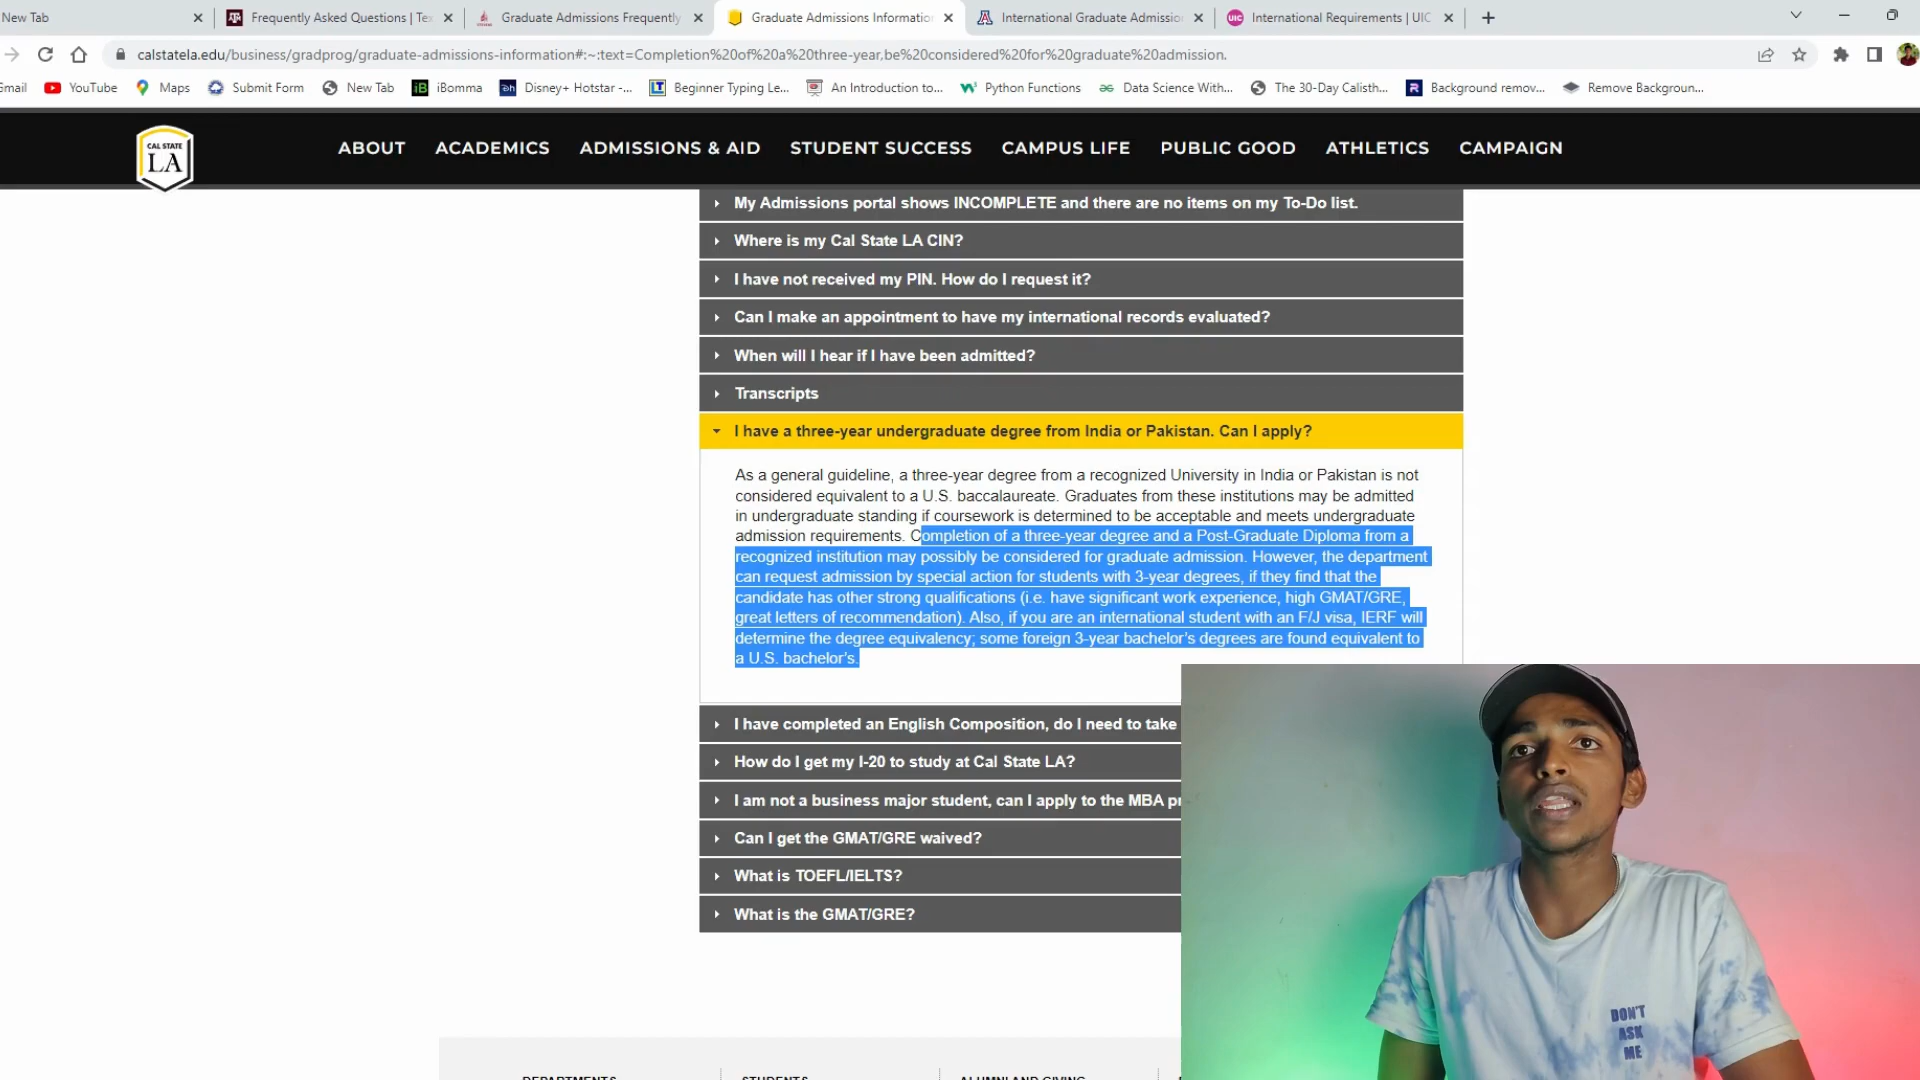 New Tab
Frequently Asked Questions | Te
Graduate Admissions Frequently
Graduate Admissions Informatio
International Graduate Admissio
UIC
International Requirements | UIC
calstatela.edu/business/gradprog/graduate-admissions-information#:~:text=Completion%20of%20a%20three-year,be%20considered%20for%20graduate%20admission.
Gmail
YouTube
Maps
Submit Form
New Tab
iB
iBomma
Disney+ Hotstar -...
Beginner Typing Le...
An Introduction to...
Python Functions
Data Science With...
The 30-Day Calisth...
R
Background remov...
Remove Backgroun...
CAL STATE
LA
ABOUT
ACADEMICS
ADMISSIONS & AID
STUDENT SUCCESS
CAMPUS LIFE
PUBLIC GOOD
ATHLETICS
CAMPAIGN
My Admissions portal shows INCOMPLETE and there are no items on my To-Do list.
Where is my Cal State LA CIN?
I have not received my PIN. How do I request it?
Can I make an appointment to have my international records evaluated?
When will I hear if I have been admitted?
Transcripts
I have a three-year undergraduate degree from India or Pakistan. Can I apply?
As a general guideline, a three-year degree from a recognized University in India or Pakistan is not
considered equivalent to a U.S. baccalaureate. Graduates from these institutions may be admitted
in undergraduate standing if coursework is determined to be acceptable and meets undergraduate
admission requirements. Completion of a three-year degree and a Post-Graduate Diploma from a
recognized institution may possibly be considered for graduate admission. However, the department
can request admission by special action for students with 3-year degrees, if they find that the
candidate has other strong qualifications (i.e. have significant work experience, high GMAT/GRE,
great letters of recommendation). Also, if you are an international student with an F/J visa, IERF will
determine the degree equivalency; some foreign 3-year bachelor's degrees are found equivalent to
a U.S. bachelor's.
I have completed an English Composition, do I need to take
How do I get my I-20 to study at Cal State LA?
I am not a business major student, can I apply to the MBA pr
Can I get the GMAT/GRE waived?
What is TOEFL/IELTS?
What is the GMAT/GRE?
DON'T
ASK
ME
DEPARTMENTS
STUDENTS
ALUMNI AND GIVING